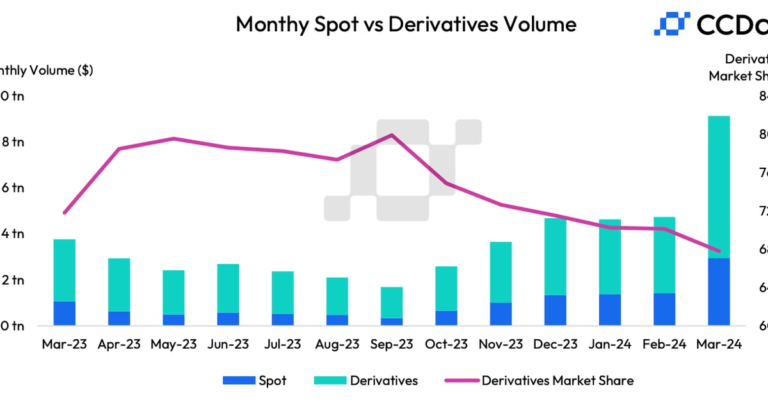 Monthy Spot vs Derivatives Volume
CCDa
nthly Volume ($)
Derivat
Market Sh
0 tn
8 tn
6 tn
4 tn
2 tn
0 tn
84
80
76
72
68
64
60
Mar-23 Apr-23 May-23 Jun-23 Jul-23 Aug-23 Sep-23 Oct-23 Nov-23 Dec-23 Jan-24 Feb-24 Mar-24
Spot Derivatives Derivatives Market Share